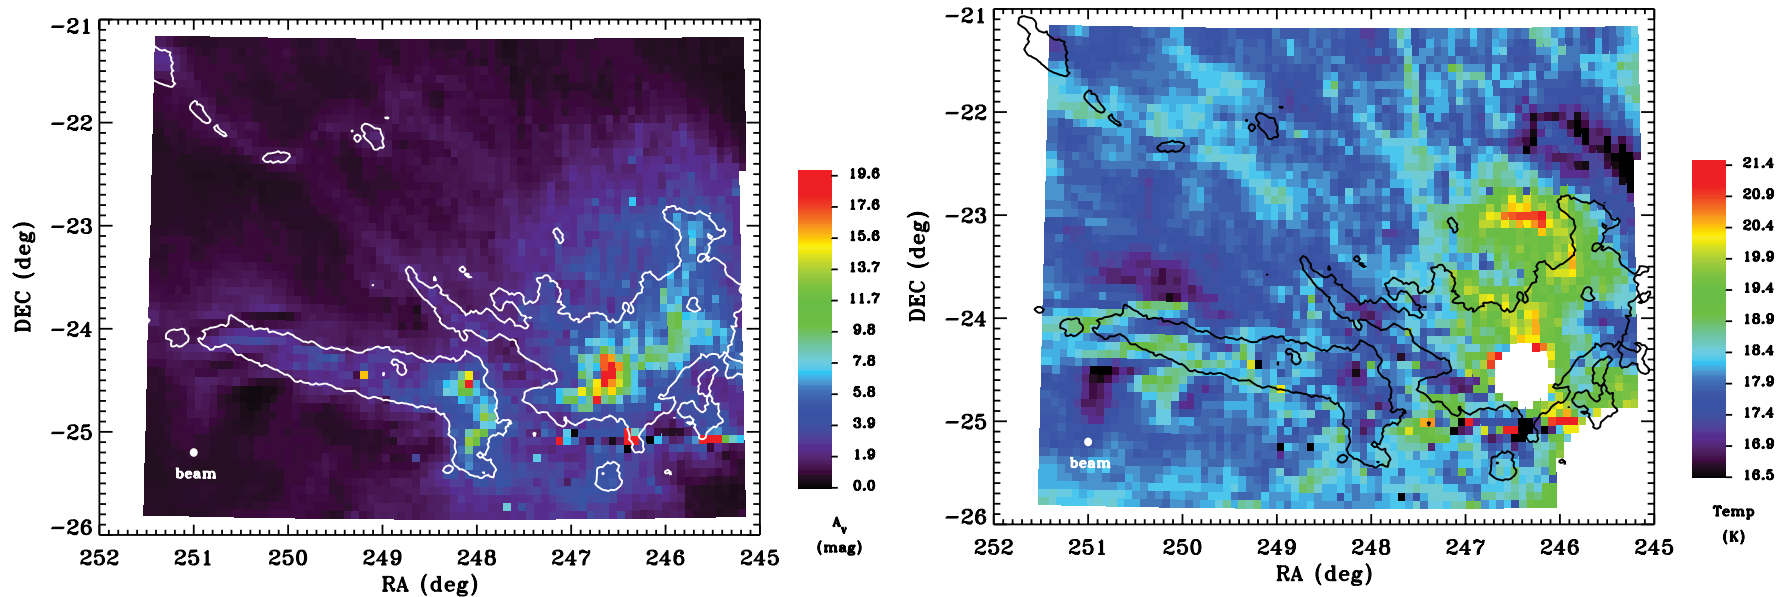 -21
-22
-23
-24
-25
-26
DEC (deg)
252 251 250 249 248 247 246 245
RA (deg)
beam
19.6
17.6
15.6
13.7
11.7
9.8
7.8
5.8
3.9
1.9
0.0
Av
(mag)
-21
-22
-23
-24
-25
-26
DEC (deg)
252 251 250 249 248 247 246 245
RA (deg)
beam
21.4
20.9
20.4
19.9
19.4
18.9
18.4
17.9
17.4
16.9
16.5
Temp
(K)